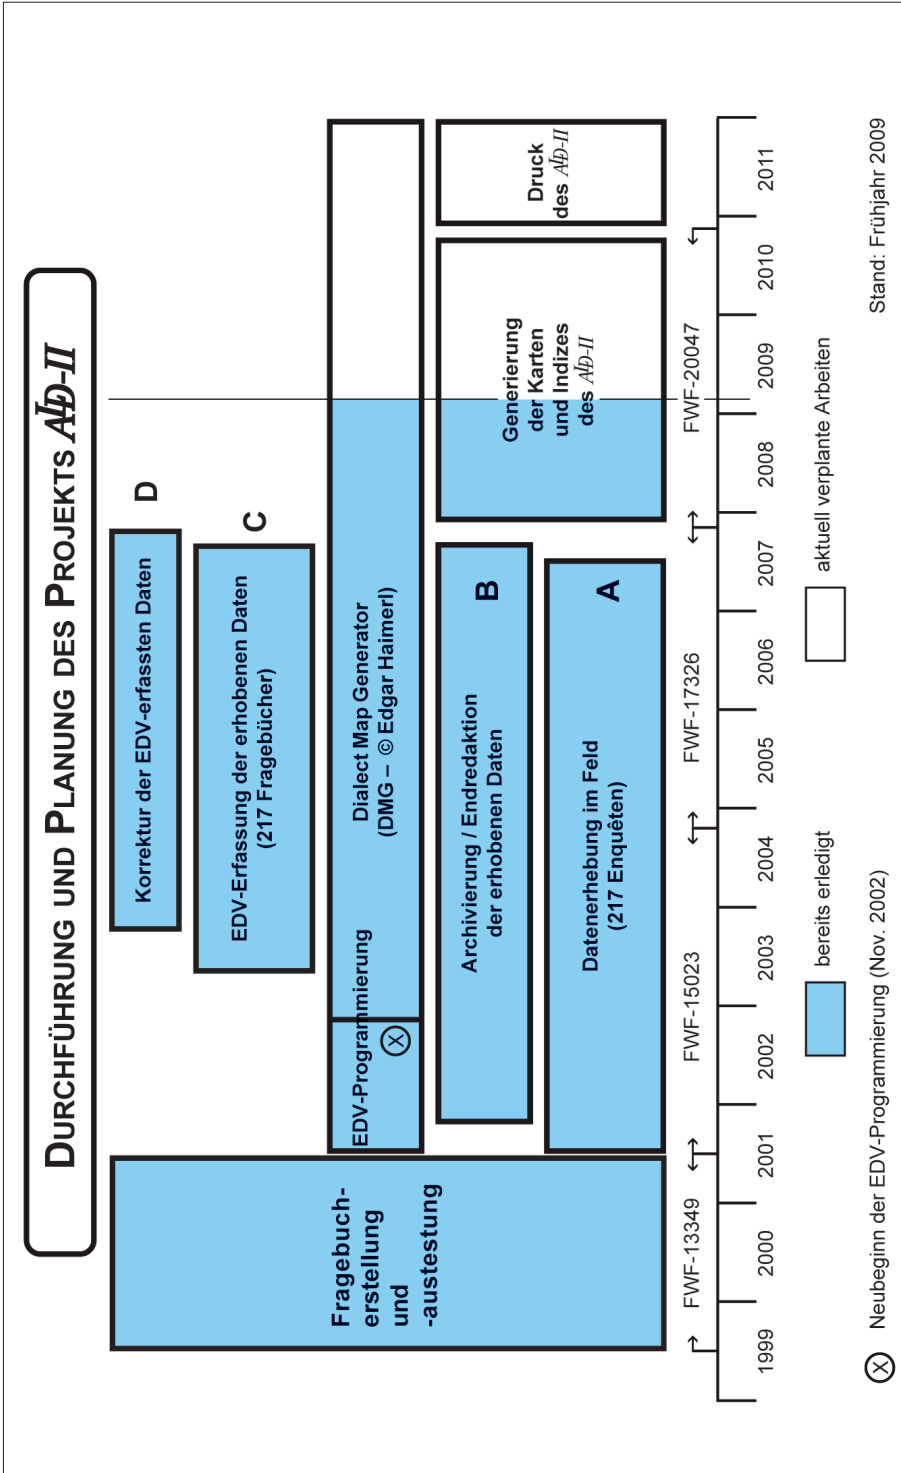 DURCHFÜHRUNG UND PLANUNG DES PROJEKTS ALD-II
Korrektur der EDV-erfassten Daten
D
EDV-Erfassung der erhobenen Daten
(217 Fragebücher)
C
Fragebuch-
erstellung
und
-austestung
EDV-Programmierung
X
Dialect Map Generator
(DMG – © Edgar Haimerl)
Archivierung / Endredaktion
der erhobenen Daten
B
Datenerhebung im Feld
(217 Enquêten)
A
Generierung
der Karten
und Indizes
des ALD-II
Druck
des ALD-II
FWF-13349
FWF-15023
FWF-17326
FWF-20047
1999
2000
2001
2002
2003
2004
2005
2006
2007
2008
2009
2010
2011
bereits erledigt
aktuell verplante Arbeiten
X Neubeginn der EDV-Programmierung (Nov. 2002)
Stand: Frühjahr 2009